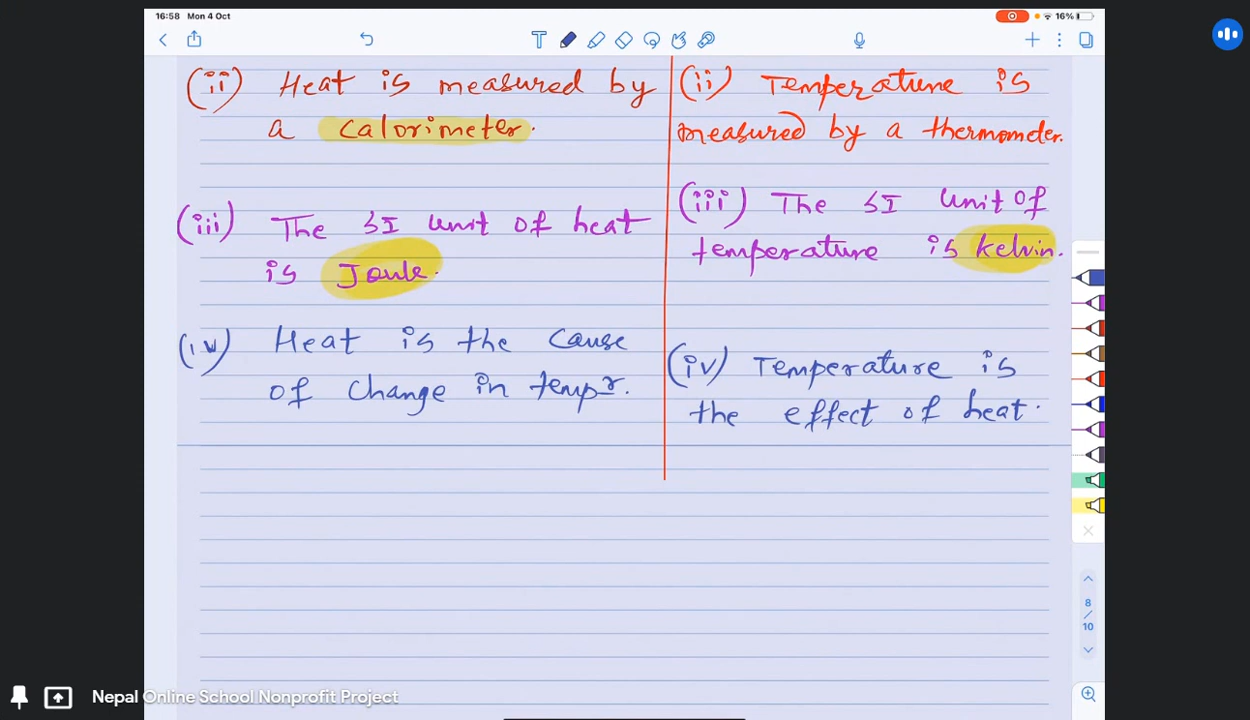 16:58 Mon 4 Oct
16%
T
(ii) Heat is measured by
a calorimeter.
(iii) The SI unit of heat
is Joule.
(iv) Heat is the cause
of change in tempr.
(ii) Temperature is
measured by a thermometer.
(iii) The SI unit of
temperature is kelvin.
(iv) Temperature is
the effect of heat.
8
/
10
Nepal Online School Nonprofit Project